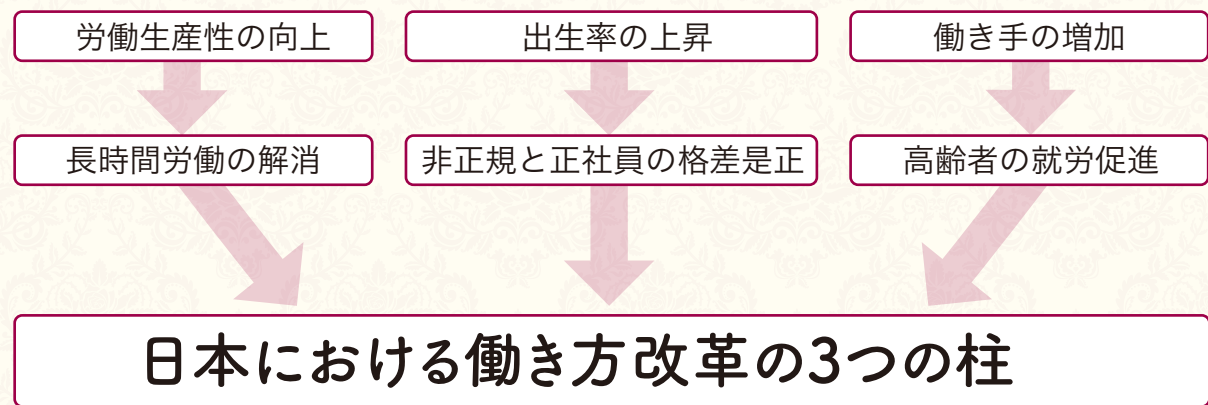 労働生産性の向上
出生率の上昇
働き手の増加
長時間労働の解消
非正規と正社員の格差是正
高齢者の就労促進
日本における働き方改革の3つの柱